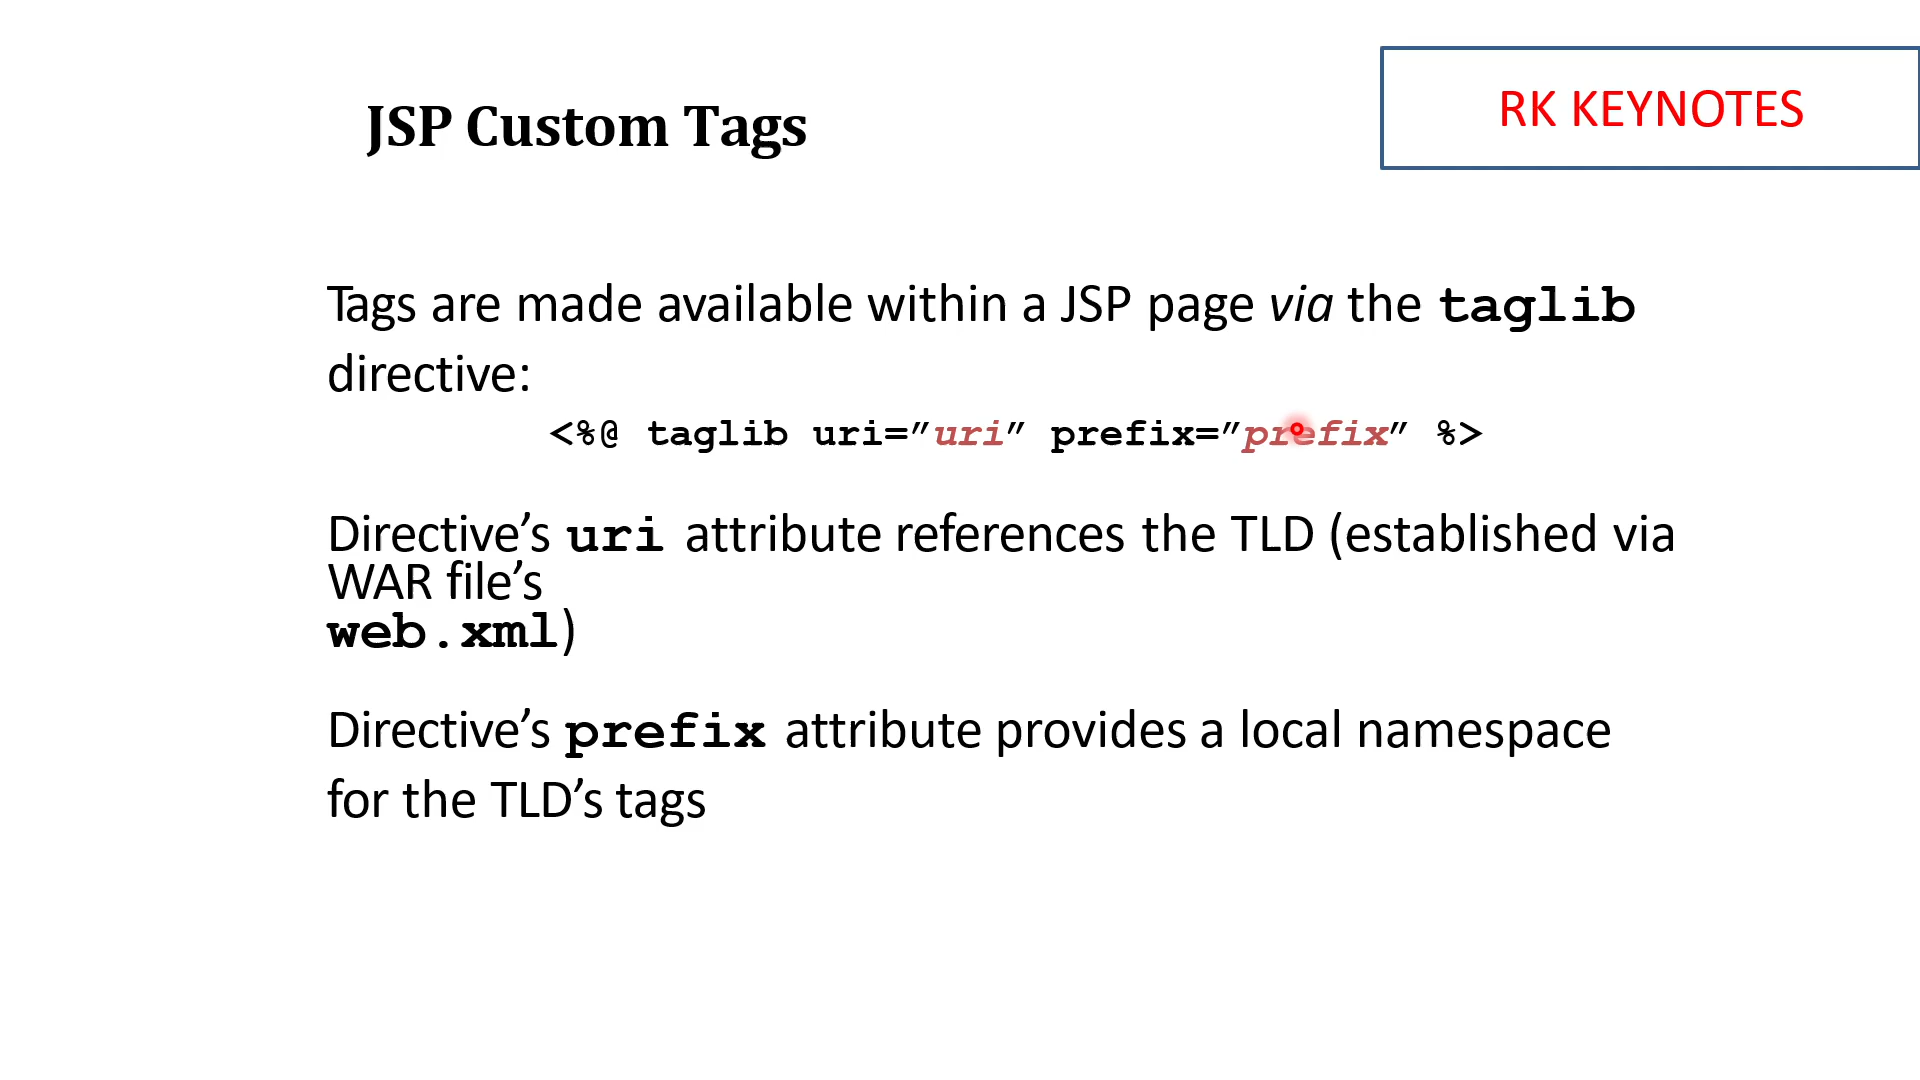 RK KEYNOTES
JSP Custom Tags
Tags are made available within a JSP page via the taglib
directive:
<%@ taglib uri=”uri” prefix=”prefix” %>
Directive’s uri attribute references the TLD (established via
WAR file’s
web.xml)
Directive’s prefix attribute provides a local namespace
for the TLD’s tags